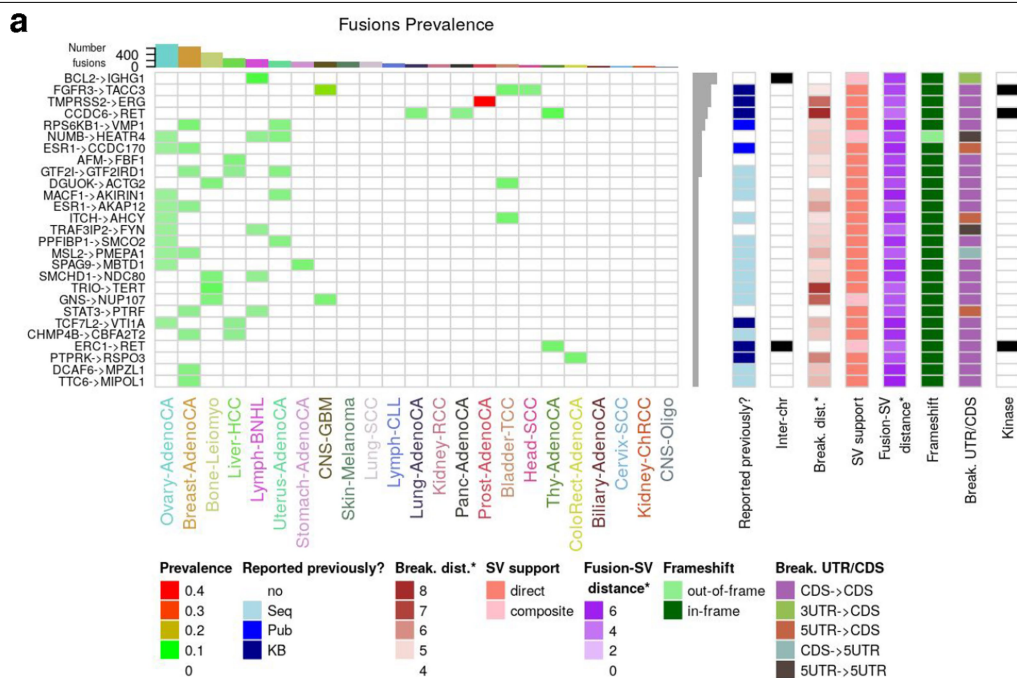 a
Fusions Prevalence
Number
fusions
400
0
BCL2->IGHG1
FGFR3->TACC3
TMPRSS2->ERG
CCDC6->RET
RPS6KB1->VMP1
NUMB->HEATR4
ESR1->CCDC170
AFM->FBF1
GTF2I->GTF2IRD1
DGUOK->ACTG2
MACF1->AKIRIN1
ESR1->AKAP12
ITCH->AHCY
TRAF3IP2->FYN
PPFIBP1->SMCO2
MSL2->PMEPA1
SPAG9->MBTD1
SMCHD1->NDC80
TRIO->TERT
GNS->NUP107
STAT3->PTRF
TCF7L2->VTI1A
CHMP4B->CBFA2T2
ERC1->RET
PTPRK->RSPO3
DCAF6->MPZL1
TTC6->MIPOL1
Ovary-AdenoCA
Breast-AdenoCA
Bone-Leiomyo
Liver-HCC
Lymph-BNHL
Uterus-AdenoCA
Stomach-AdenoCA
CNS-GBM
Skin-Melanoma
Lung-SCC
Lymph-CLL
Lung-AdenoCA
Kidney-RCC
Panc-AdenoCA
Prost-AdenoCA
Bladder-TCC
Head-SCC
Thy-AdenoCA
ColoRect-AdenoCA
Biliary-AdenoCA
Cervix-SCC
Kidney-ChRCC
CNS-Oligo
Reported previously?
Inter-chr
Break. dist.*
SV support
Fusion-SV
distance*
Frameshift
Break. UTR/CDS
Kinase
Prevalence
0.4
0.3
0.2
0.1
0
Reported previously?
no
Seq
Pub
KB
Break. dist.*
8
7
6
5
4
SV support
direct
composite
Fusion-SV
distance*
6
4
2
0
Frameshift
out-of-frame
in-frame
Break. UTR/CDS
CDS->CDS
3UTR->CDS
5UTR->CDS
CDS->5UTR
5UTR->5UTR